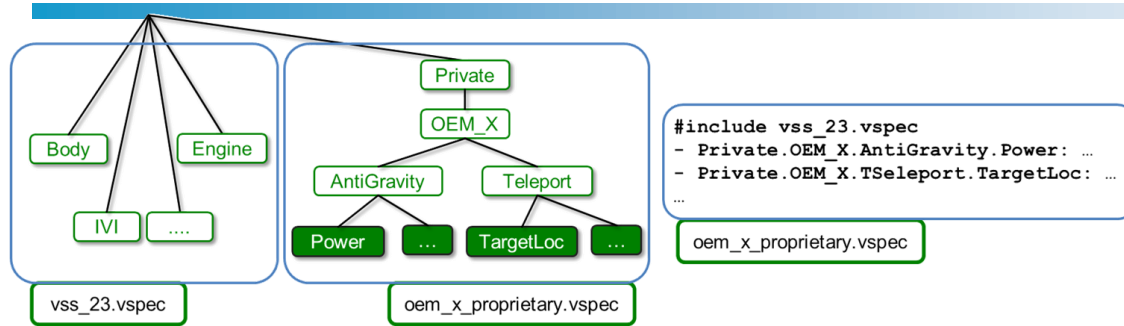 Private
OEM_X
Body
Engine
AntiGravity
Teleport
IVI
....
Power
...
TargetLoc
...
vss_23.vspec
oem_x_proprietary.vspec
#include vss_23.vspec
- Private.OEM_X.AntiGravity.Power: …
- Private.OEM_X.TSeleport.TargetLoc: …
…
oem_x_proprietary.vspec